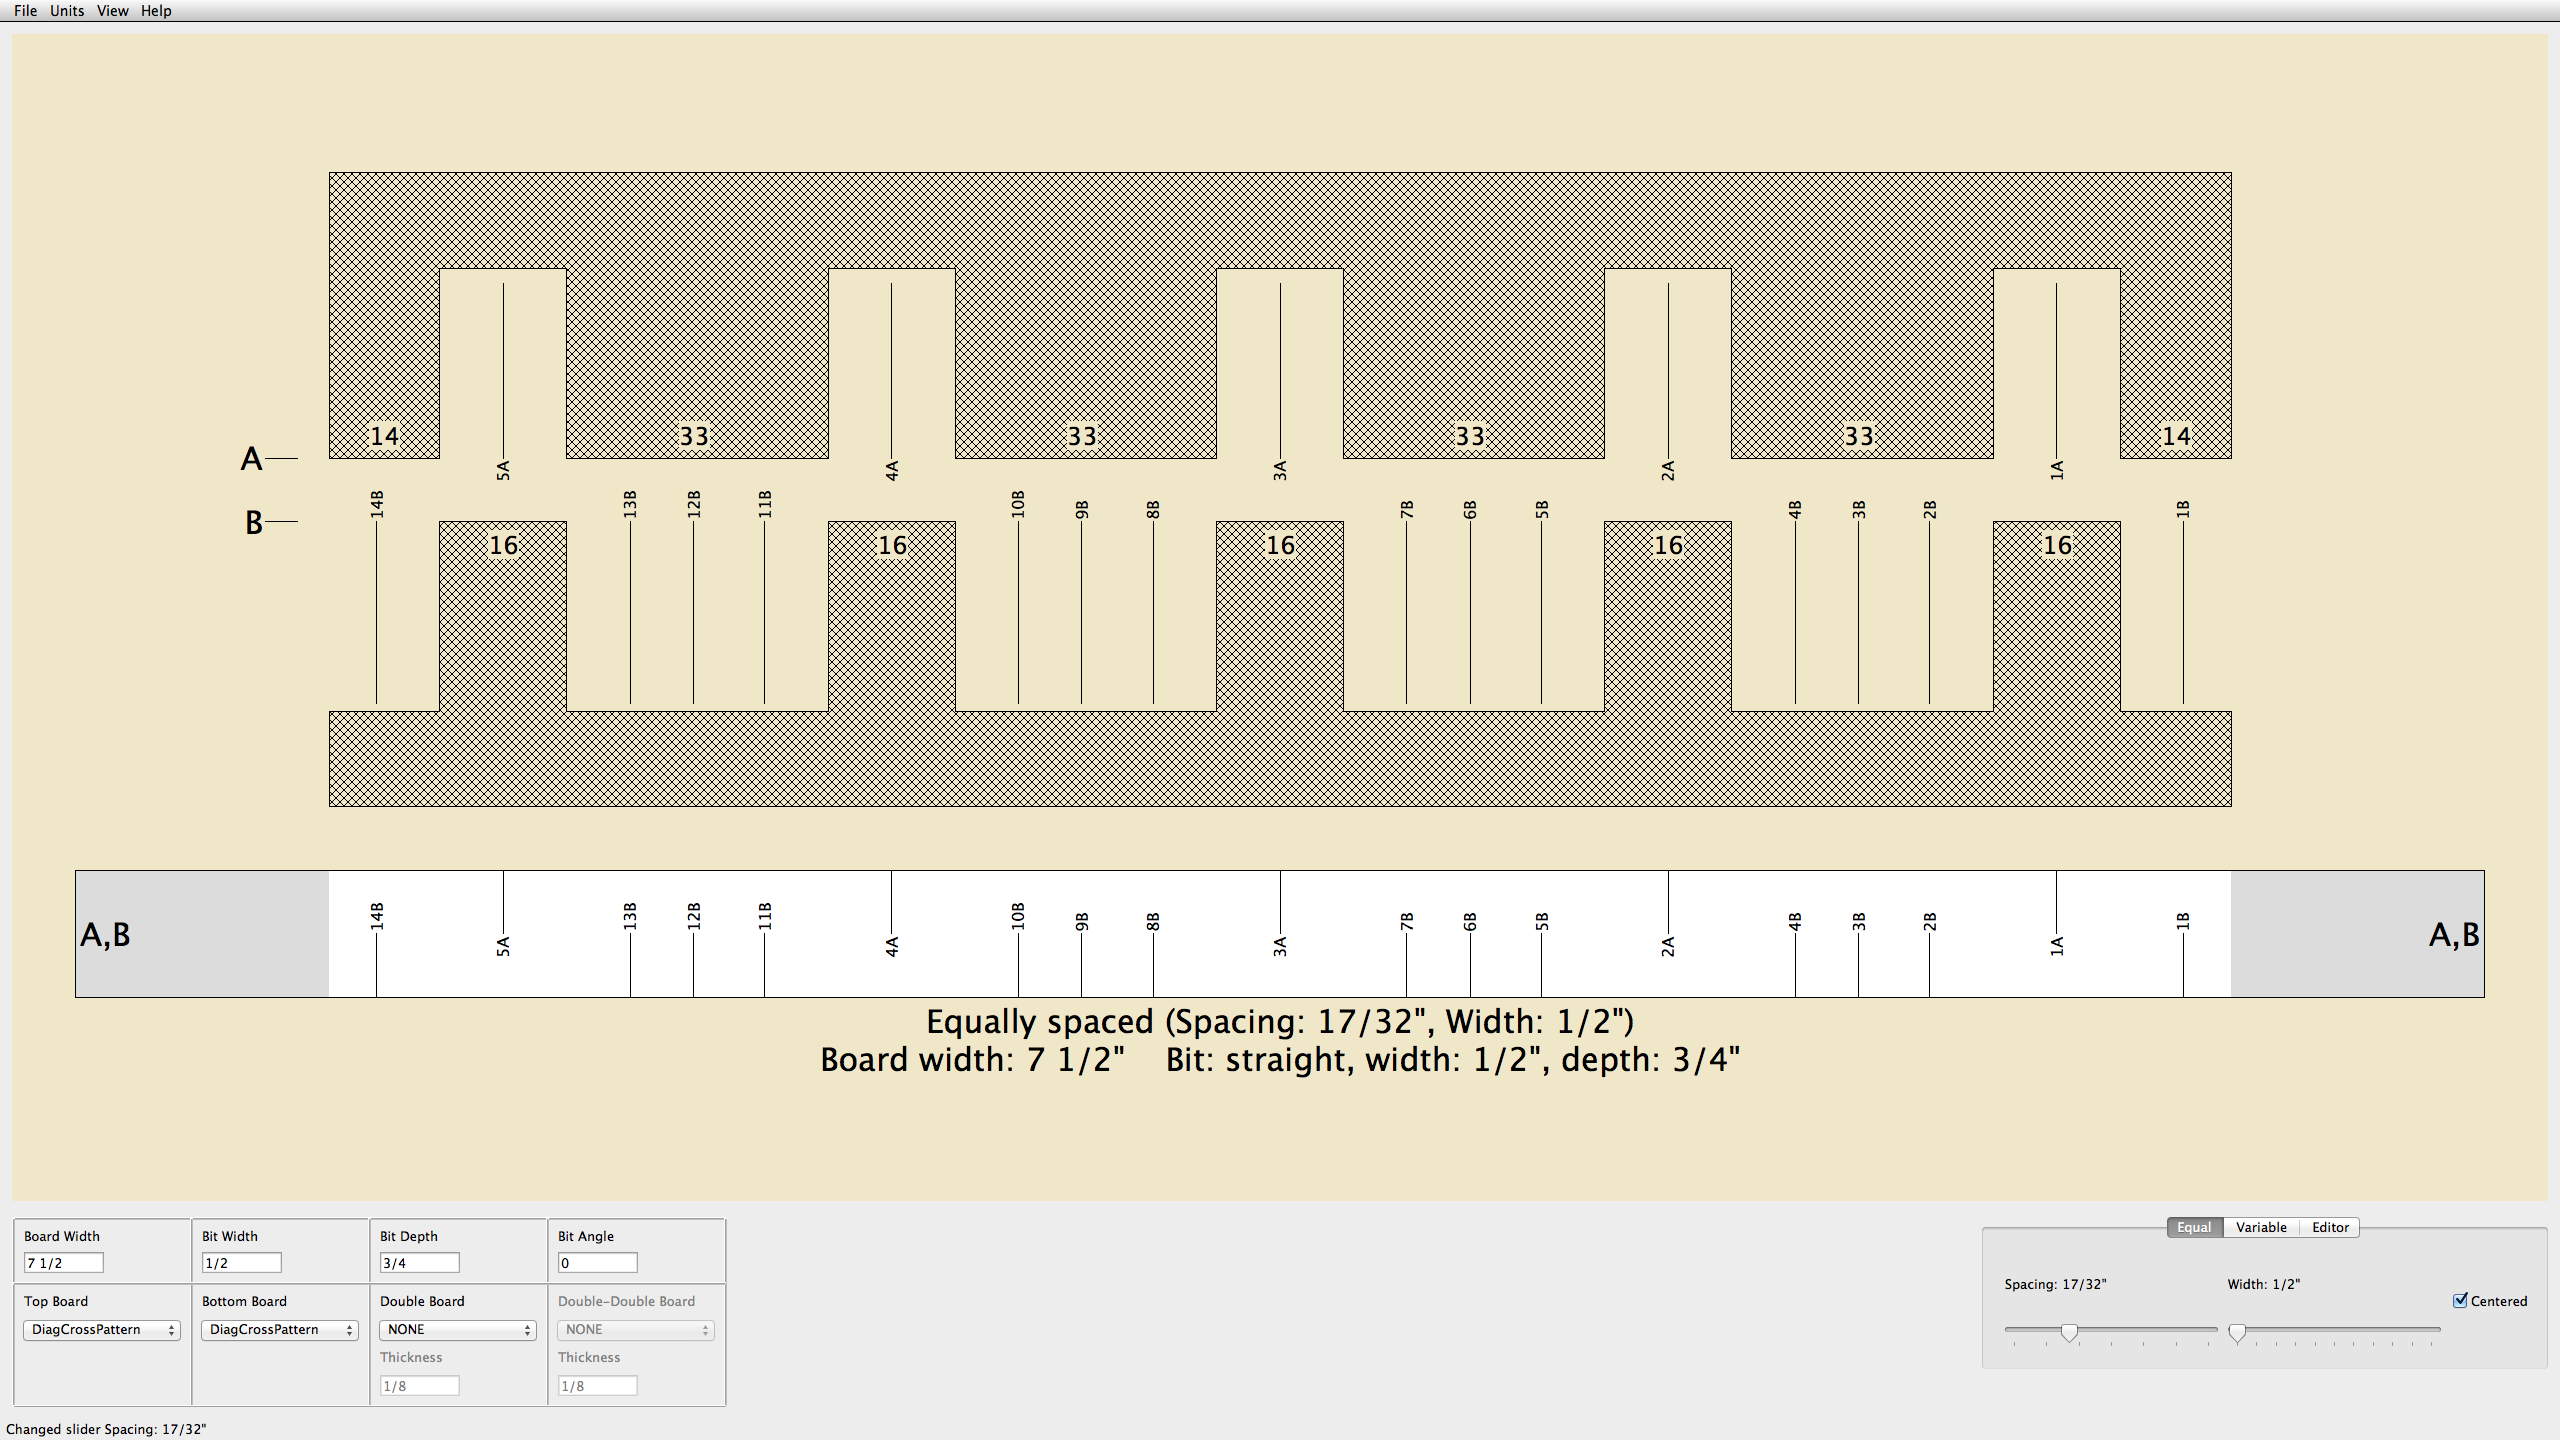 File Units View Help
14 33 33 33 33 14
A
5A 4A 3A 2A 1A
14B 13B 12B 11B 10B 9B 8B 7B 6B 5B 4B 3B 2B 1B
B
16 16 16 16 16
A,B 14B 5A 13B 12B 11B 4A 10B 9B 8B 3A 7B 6B 5B 2A 4B 3B 2B 1A 1B A,B
Equally spaced (Spacing: 17/32", Width: 1/2")
Board width: 7 1/2" Bit: straight, width: 1/2", depth: 3/4"
Board Width Bit Width Bit Depth Bit Angle
7 1/2 1/2 3/4 0
Top Board Bottom Board Double Board Double-Double Board
DiagCrossPattern DiagCrossPattern NONE NONE
Thickness Thickness
1/8 1/8
Equal Variable Editor
Spacing: 17/32" Width: 1/2"
Centered
Changed slider Spacing: 17/32"